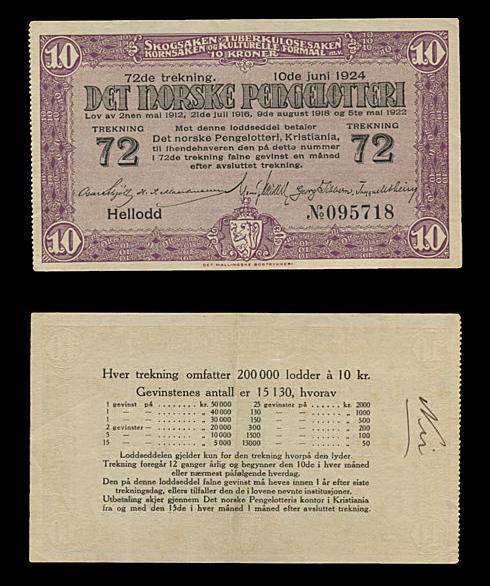 10 SKOGSAKEN TUBERKULOSESAKEN 10
KORNSAKEN OG KULTURELLE FORMAAL m.v.
10 KRONER
72de trekning. 10de juni 1924
DET NORSKE PENGELOTTERI
Lov av 2nen mai 1912, 21de juli 1916, 9de august 1918 og 5te mai 1922
TREKNING 72
Mot denne loddseddel betaler
Det norske Pengelotteri, Kristiania,
til ihendehaveren den på dette nummer
i 72de trekning falne gevinst en måned
efter avsluttet trekning.
TREKNING 72
Hellodd
№095718
10 10
DET MALLINGSKE BOGTRYKKERI
Hver trekning omfatter 200 000 lodder à 10 kr.
Gevinstenes antall er 15 130, hvorav
1 gevinst på ........ kr. 50 000 25 gevinster på ........ kr. 2000
1 — — ........ „ 40 000 130 — — ........ „ 1000
1 — — ........ „ 30 000 150 — — ........ „ 500
2 gevinster — ........ „ 20 000 300 — — ........ „ 200
5 — — ........ „ 10 000 1500 — — ........ „ 100
15 — — ........ „ 5 000 13000 — — ........ „ 50
Loddseddelen gjelder kun for den trekning hvorpå den lyder.
Trekning foregår 12 ganger årlig og begynner den 10de i hver måned
eller nærmest påfølgende hverdag.
Den på denne loddseddel falne gevinst må heves innen 1 år efter siste
trekningsdag, ellers tilfaller den de i lovene nevnte institusjoner.
Utbetaling skjer gjennem Det norske Pengelotteris kontor i Kristiania
fra og med den 15de i hver måned 1 måned efter avsluttet trekning.